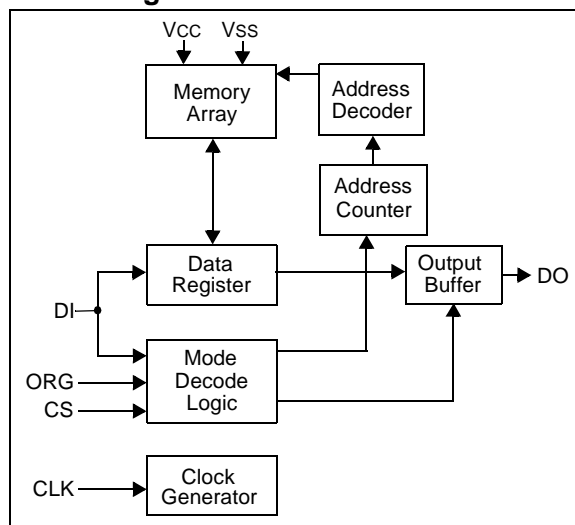 VCC VSS
Memory
Array
Address
Decoder
Address
Counter
Data
Register
Output
Buffer
DO
DI
Mode
Decode
Logic
ORG
CS
CLK
Clock
Generator